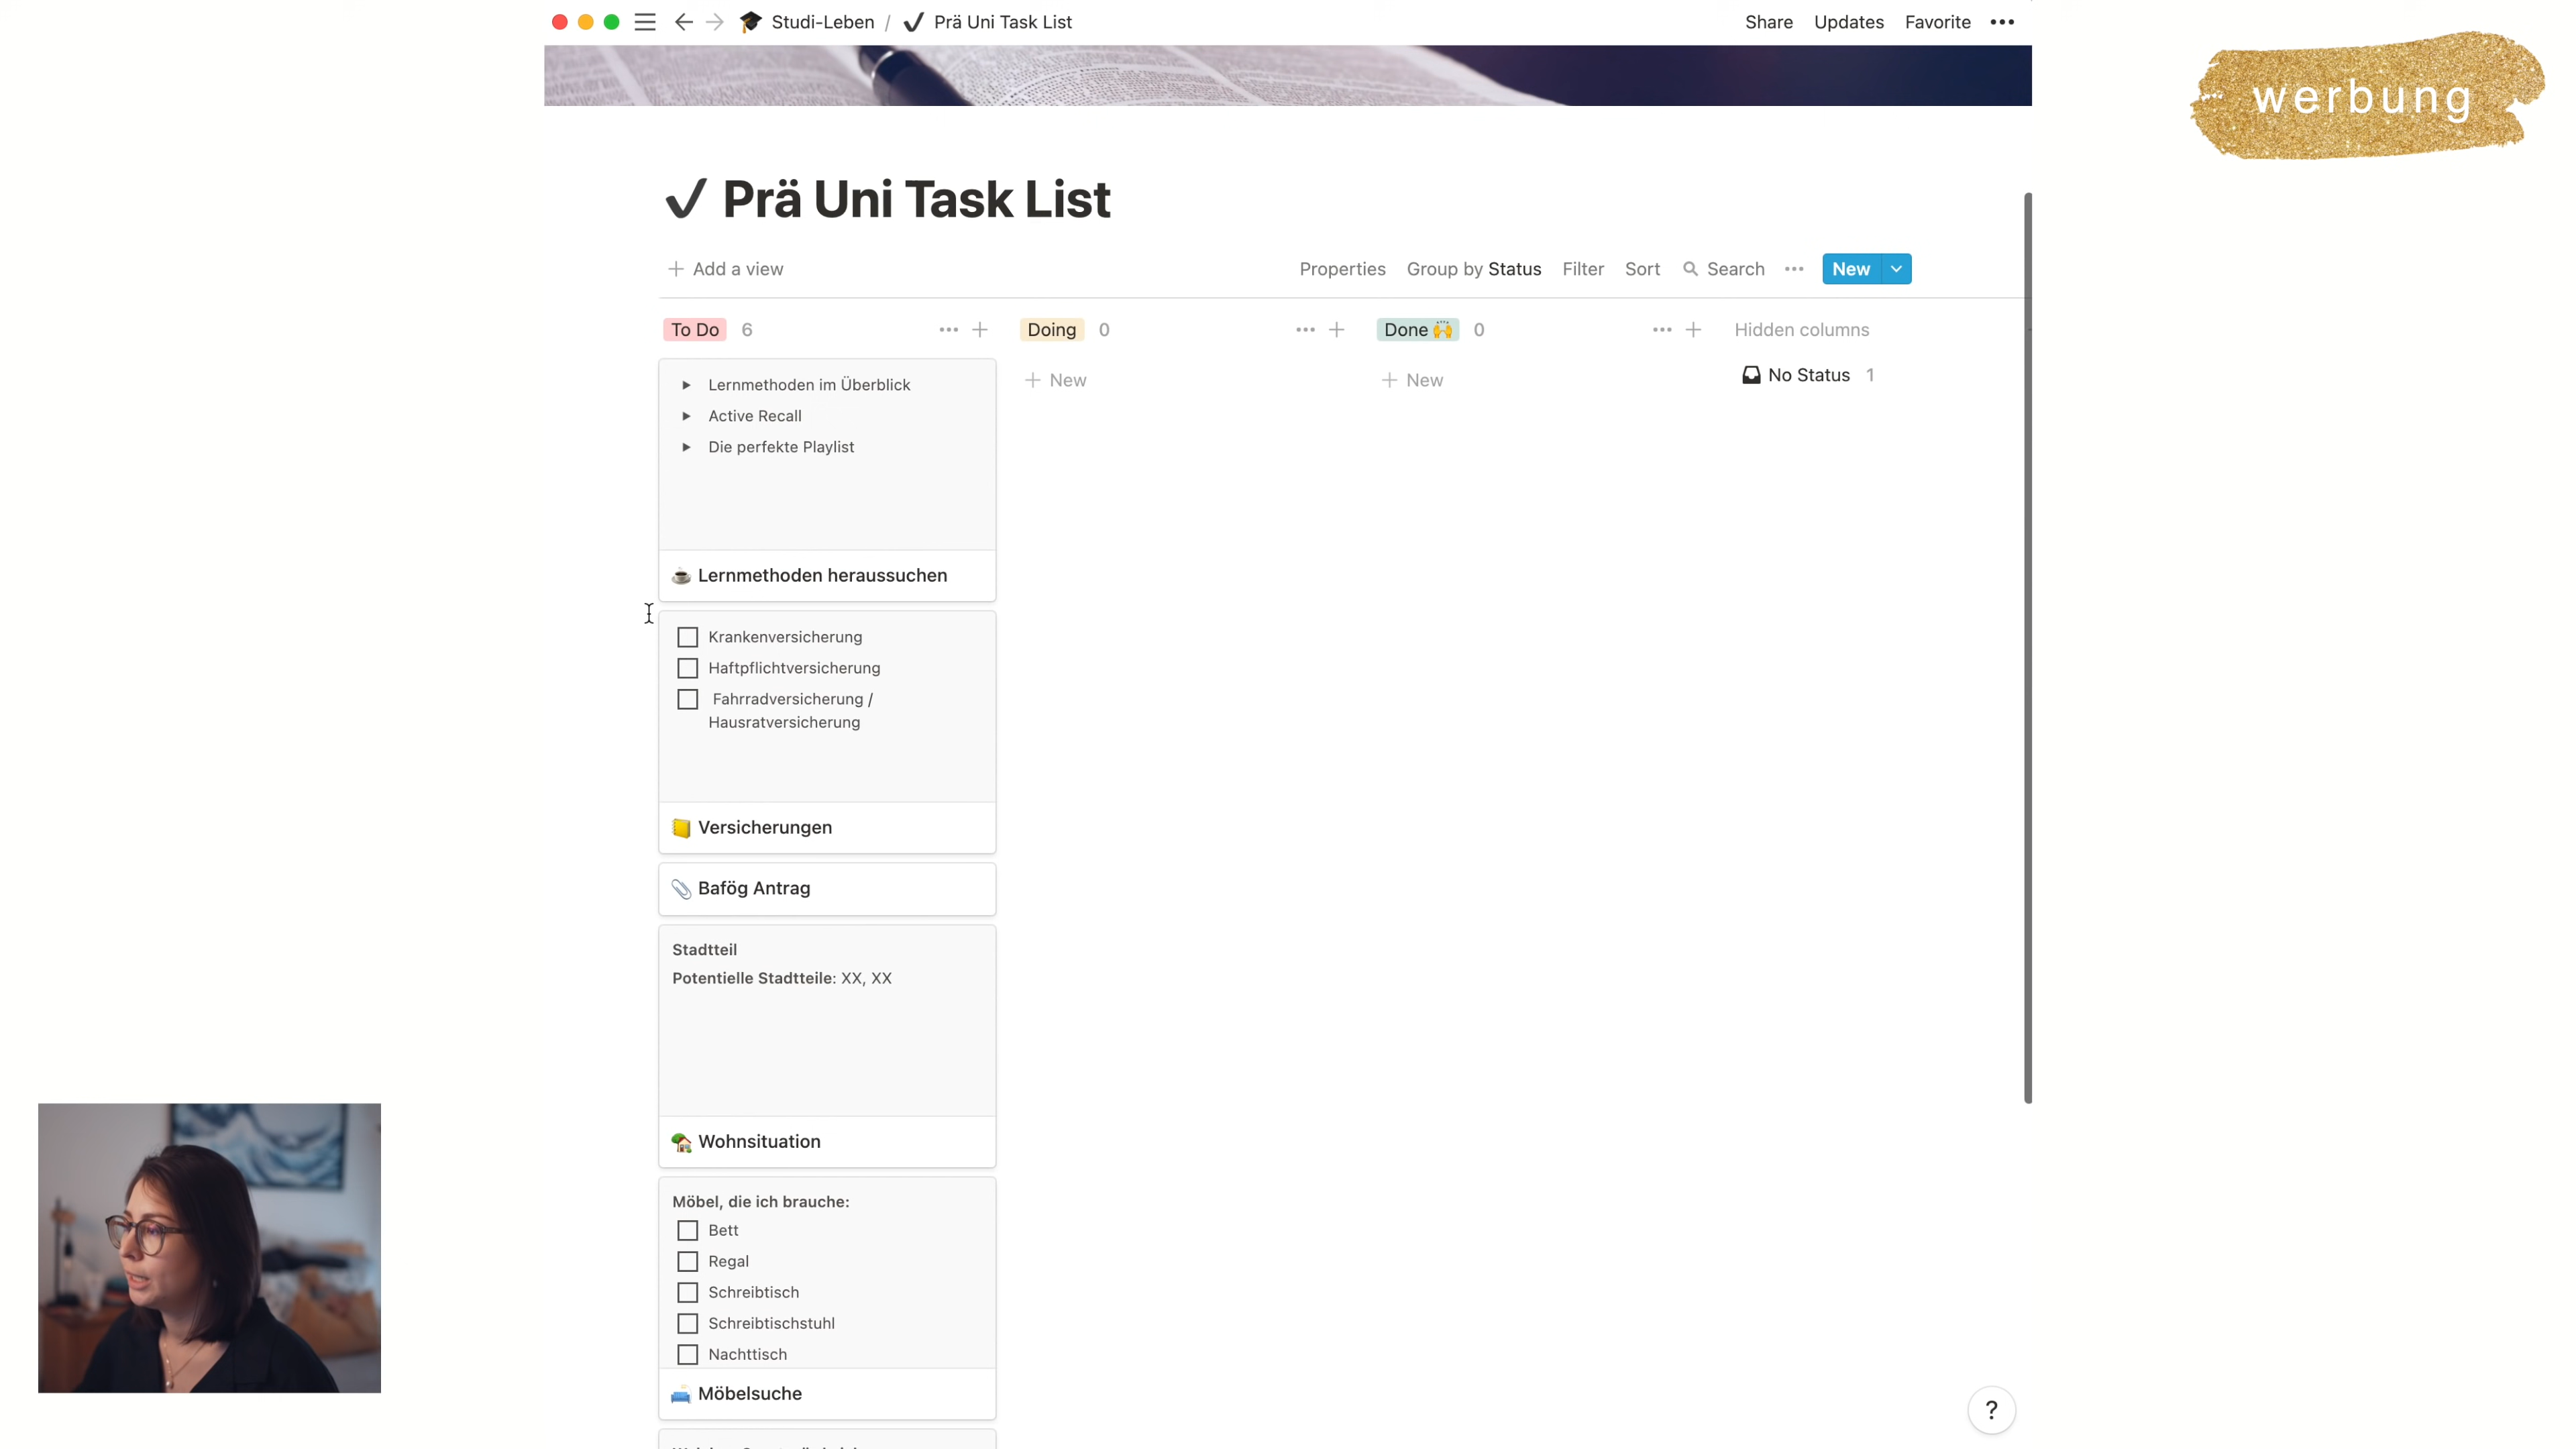 Studi-Leben / Prä Uni Task List
Share Updates Favorite
werbung
Prä Uni Task List
Add a view
Properties Group by Status Filter Sort Search New
To Do 6
Doing 0
Done 0
Hidden columns
New
New
No Status 1
Lernmethoden im Überblick
Active Recall
Die perfekte Playlist
Lernmethoden heraussuchen
Krankenversicherung
Haftpflichtversicherung
Fahrradversicherung /
Hausratversicherung
Versicherungen
Bafög Antrag
Stadtteil
Potentielle Stadtteile: XX, XX
Wohnsituation
Möbel, die ich brauche:
Bett
Regal
Schreibtisch
Schreibtischstuhl
Nachttisch
Möbelsuche
?